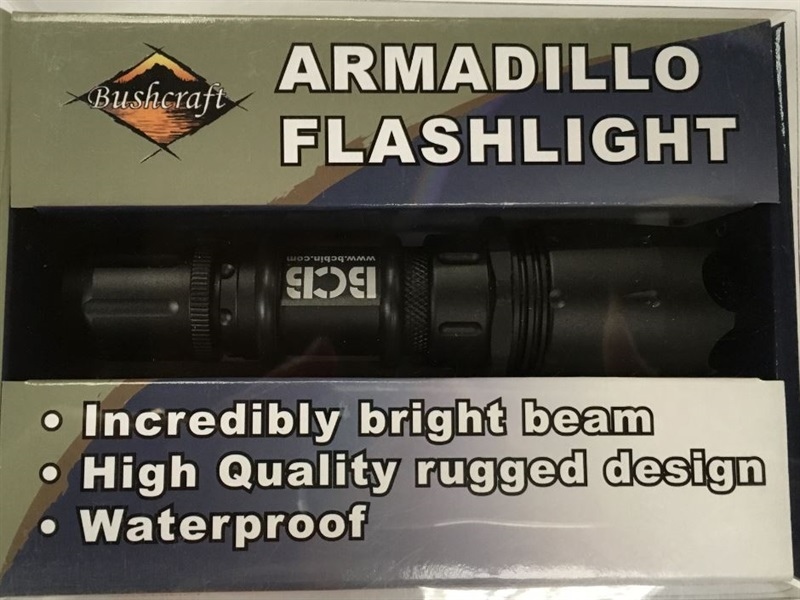 Bushcraft
ARMADILLO
FLASHLIGHT
www.bcbin.com
BCB
• Incredibly bright beam
• High Quality rugged design
• Waterproof